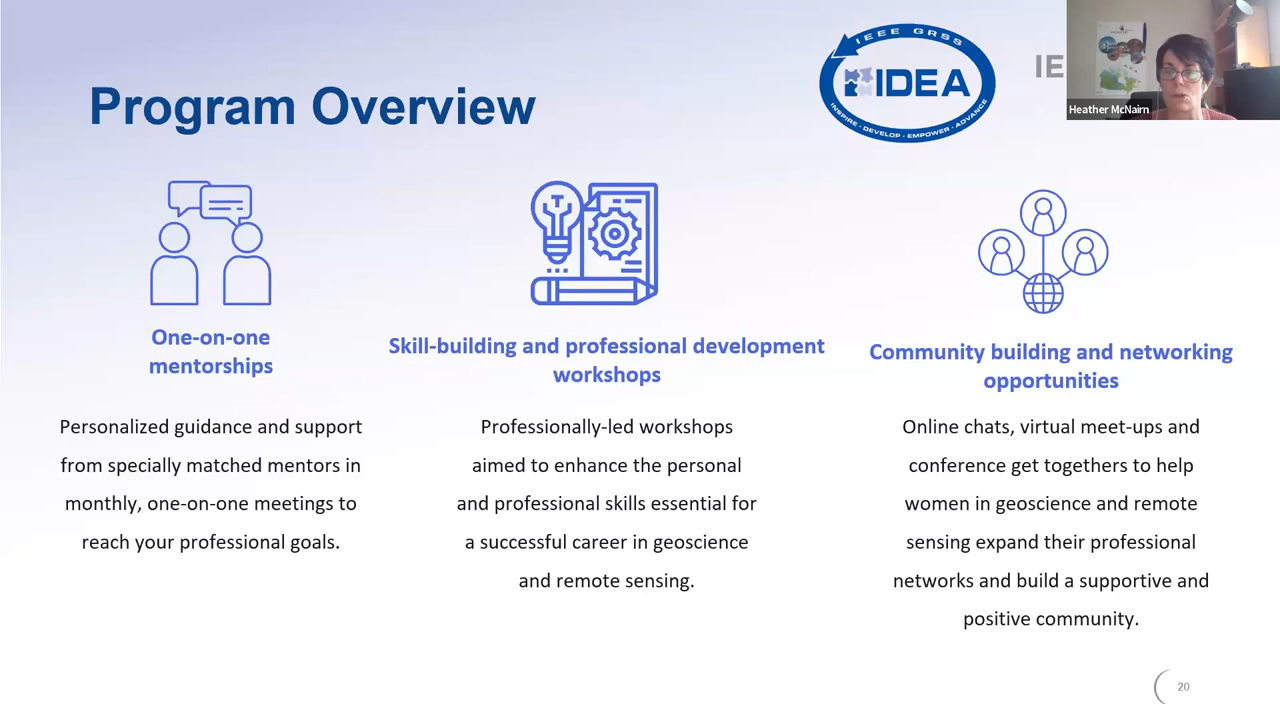 Program Overview
IEEE GRSS
IDEA
INSPIRE · DEVELOP · EMPOWER · ADVANCE
IE
Heather McNairn
One-on-one
mentorships
Personalized guidance and support
from specially matched mentors in
monthly, one-on-one meetings to
reach your professional goals.
Skill-building and professional development
workshops
Professionally-led workshops
aimed to enhance the personal
and professional skills essential for
a successful career in geoscience
and remote sensing.
Community building and networking
opportunities
Online chats, virtual meet-ups and
conference get togethers to help
women in geoscience and remote
sensing expand their professional
networks and build a supportive and
positive community.
20